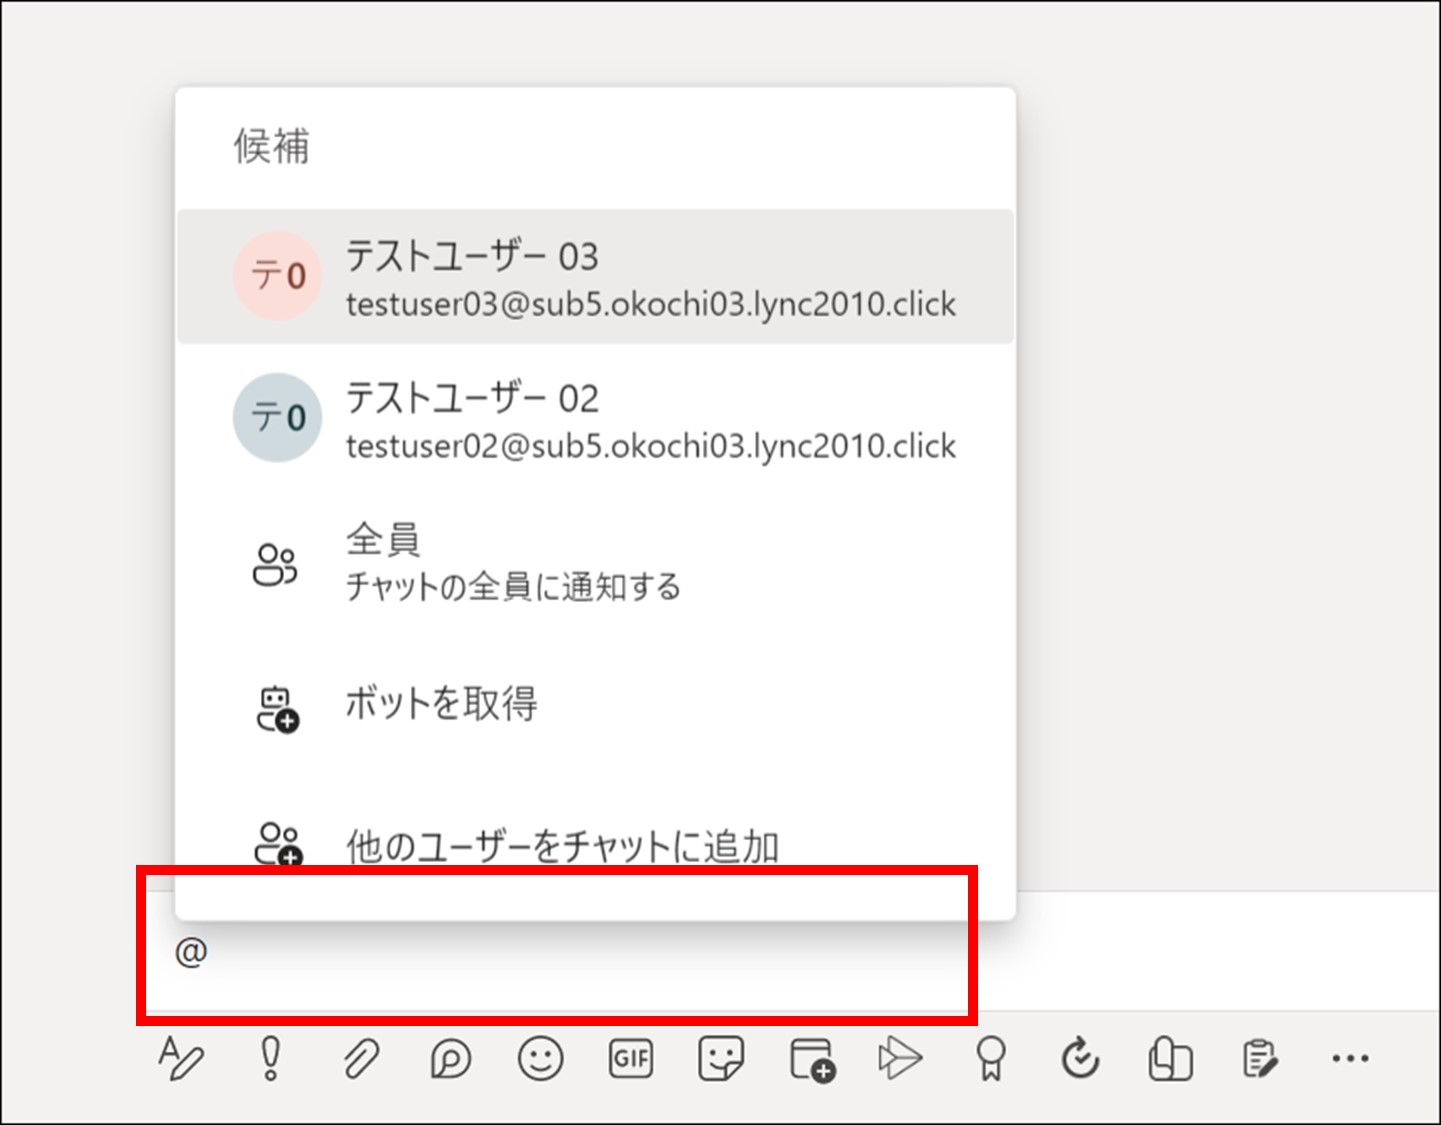 候補
テ0
テストユーザー 03
testuser03@sub5.okochi03.lync2010.click
テ0
テストユーザー 02
testuser02@sub5.okochi03.lync2010.click
全員
チャットの全員に通知する
ボットを取得
他のユーザーをチャットに追加
@
GIF